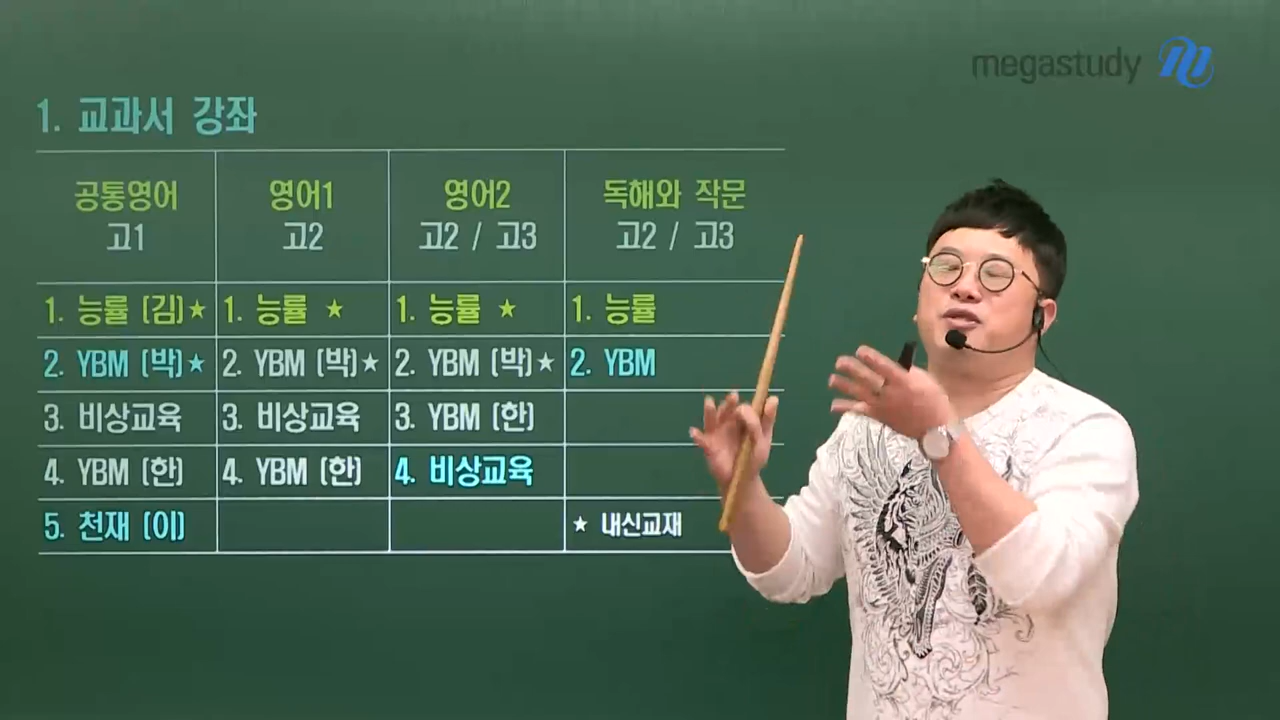 megastudy
1. 교과서 강좌
공통영어 영어1 영어2 독해와 작문
고1 고2 고2 / 고3 고2 / 고3
1. 능률 (김)★ 1. 능률 ★ 1. 능률 ★ 1. 능률
2. YBM (박)★ 2. YBM (박)★ 2. YBM (박)★ 2. YBM
3. 비상교육 3. 비상교육 3. YBM (한)
4. YBM (한) 4. YBM (한) 4. 비상교육
5. 천재 (이) ★ 내신교재